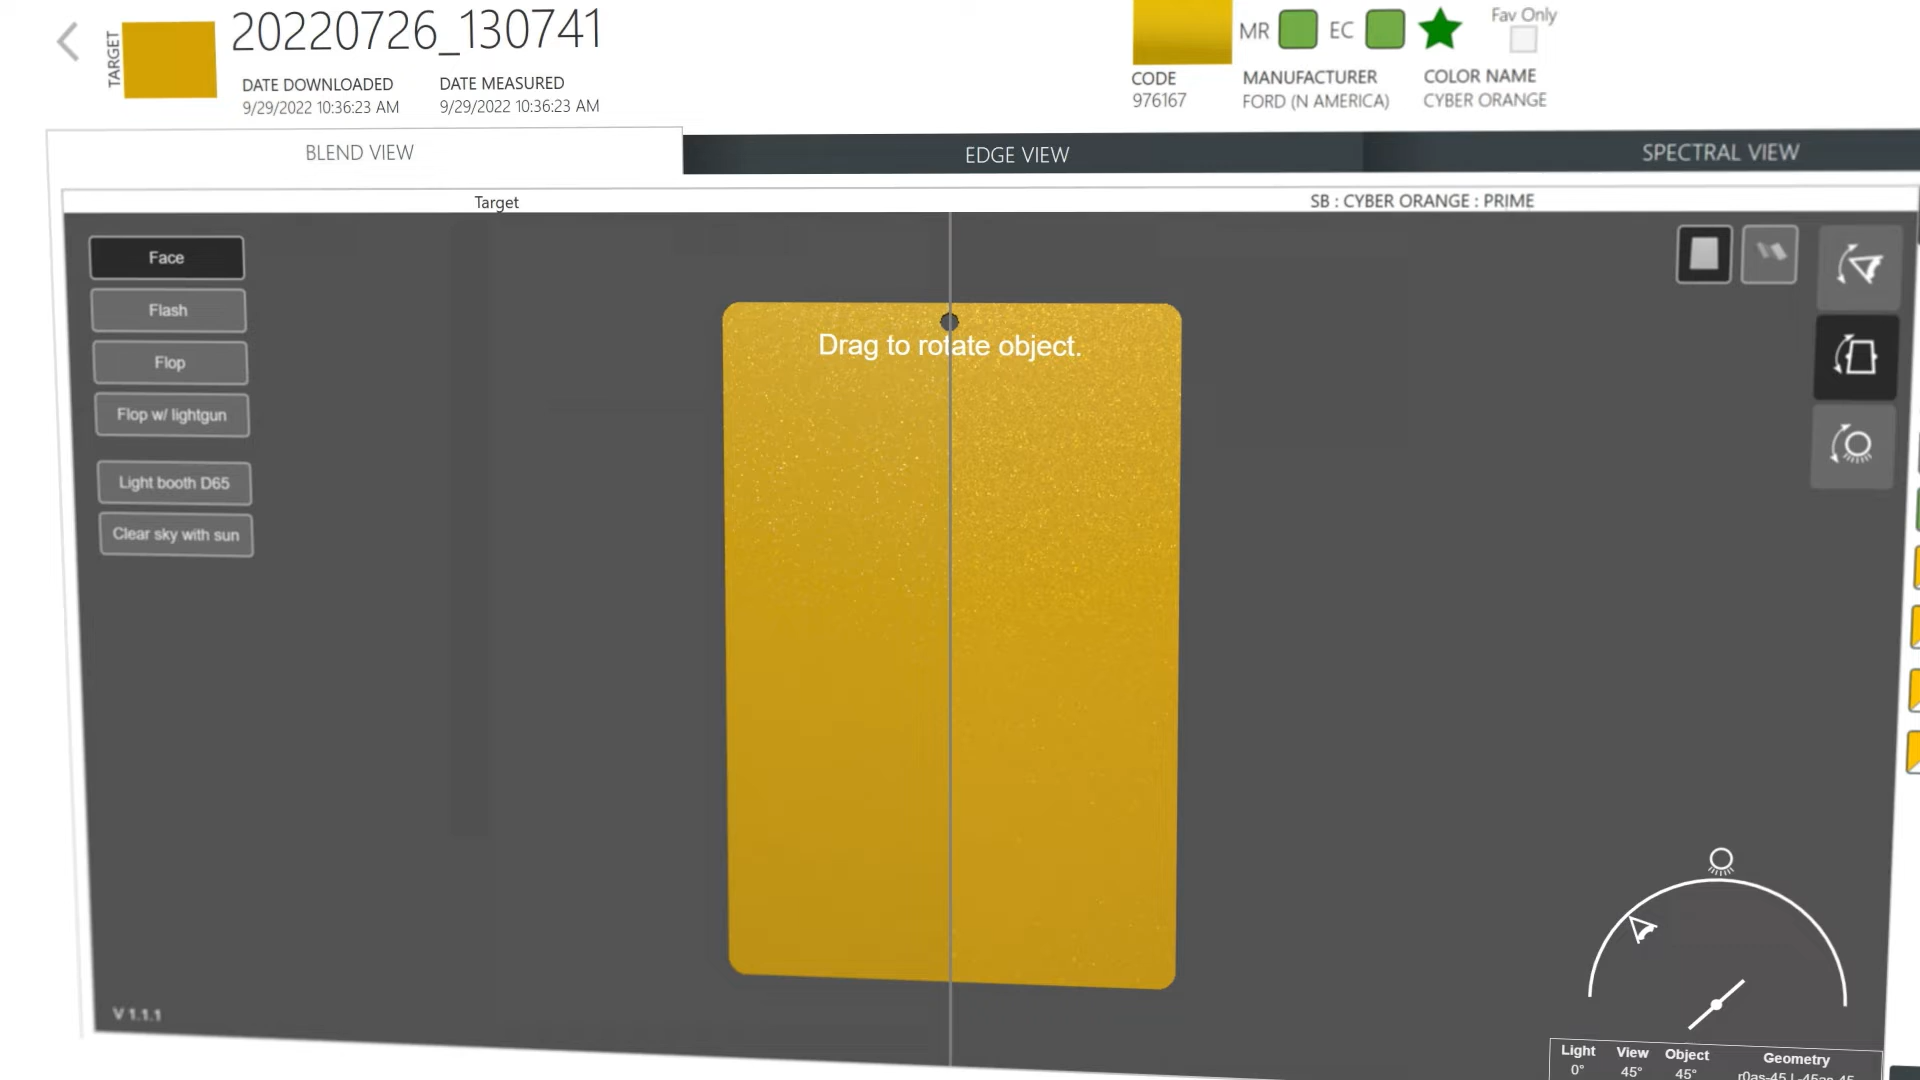 TARGET
20220726_130741
DATE DOWNLOADED
9/29/2022 10:36:23 AM
DATE MEASURED
9/29/2022 10:36:23 AM
MR
EC
Fav Only
CODE
976167
MANUFACTURER
FORD (N AMERICA)
COLOR NAME
CYBER ORANGE
BLEND VIEW
EDGE VIEW
SPECTRAL VIEW
Target
SB : CYBER ORANGE : PRIME
Face
Flash
Flop
Flop w/ lightgun
Light booth D65
Clear sky with sun
Drag to rotate object.
V 1.1.1
Light View Object Geometry
0° 45° 45°